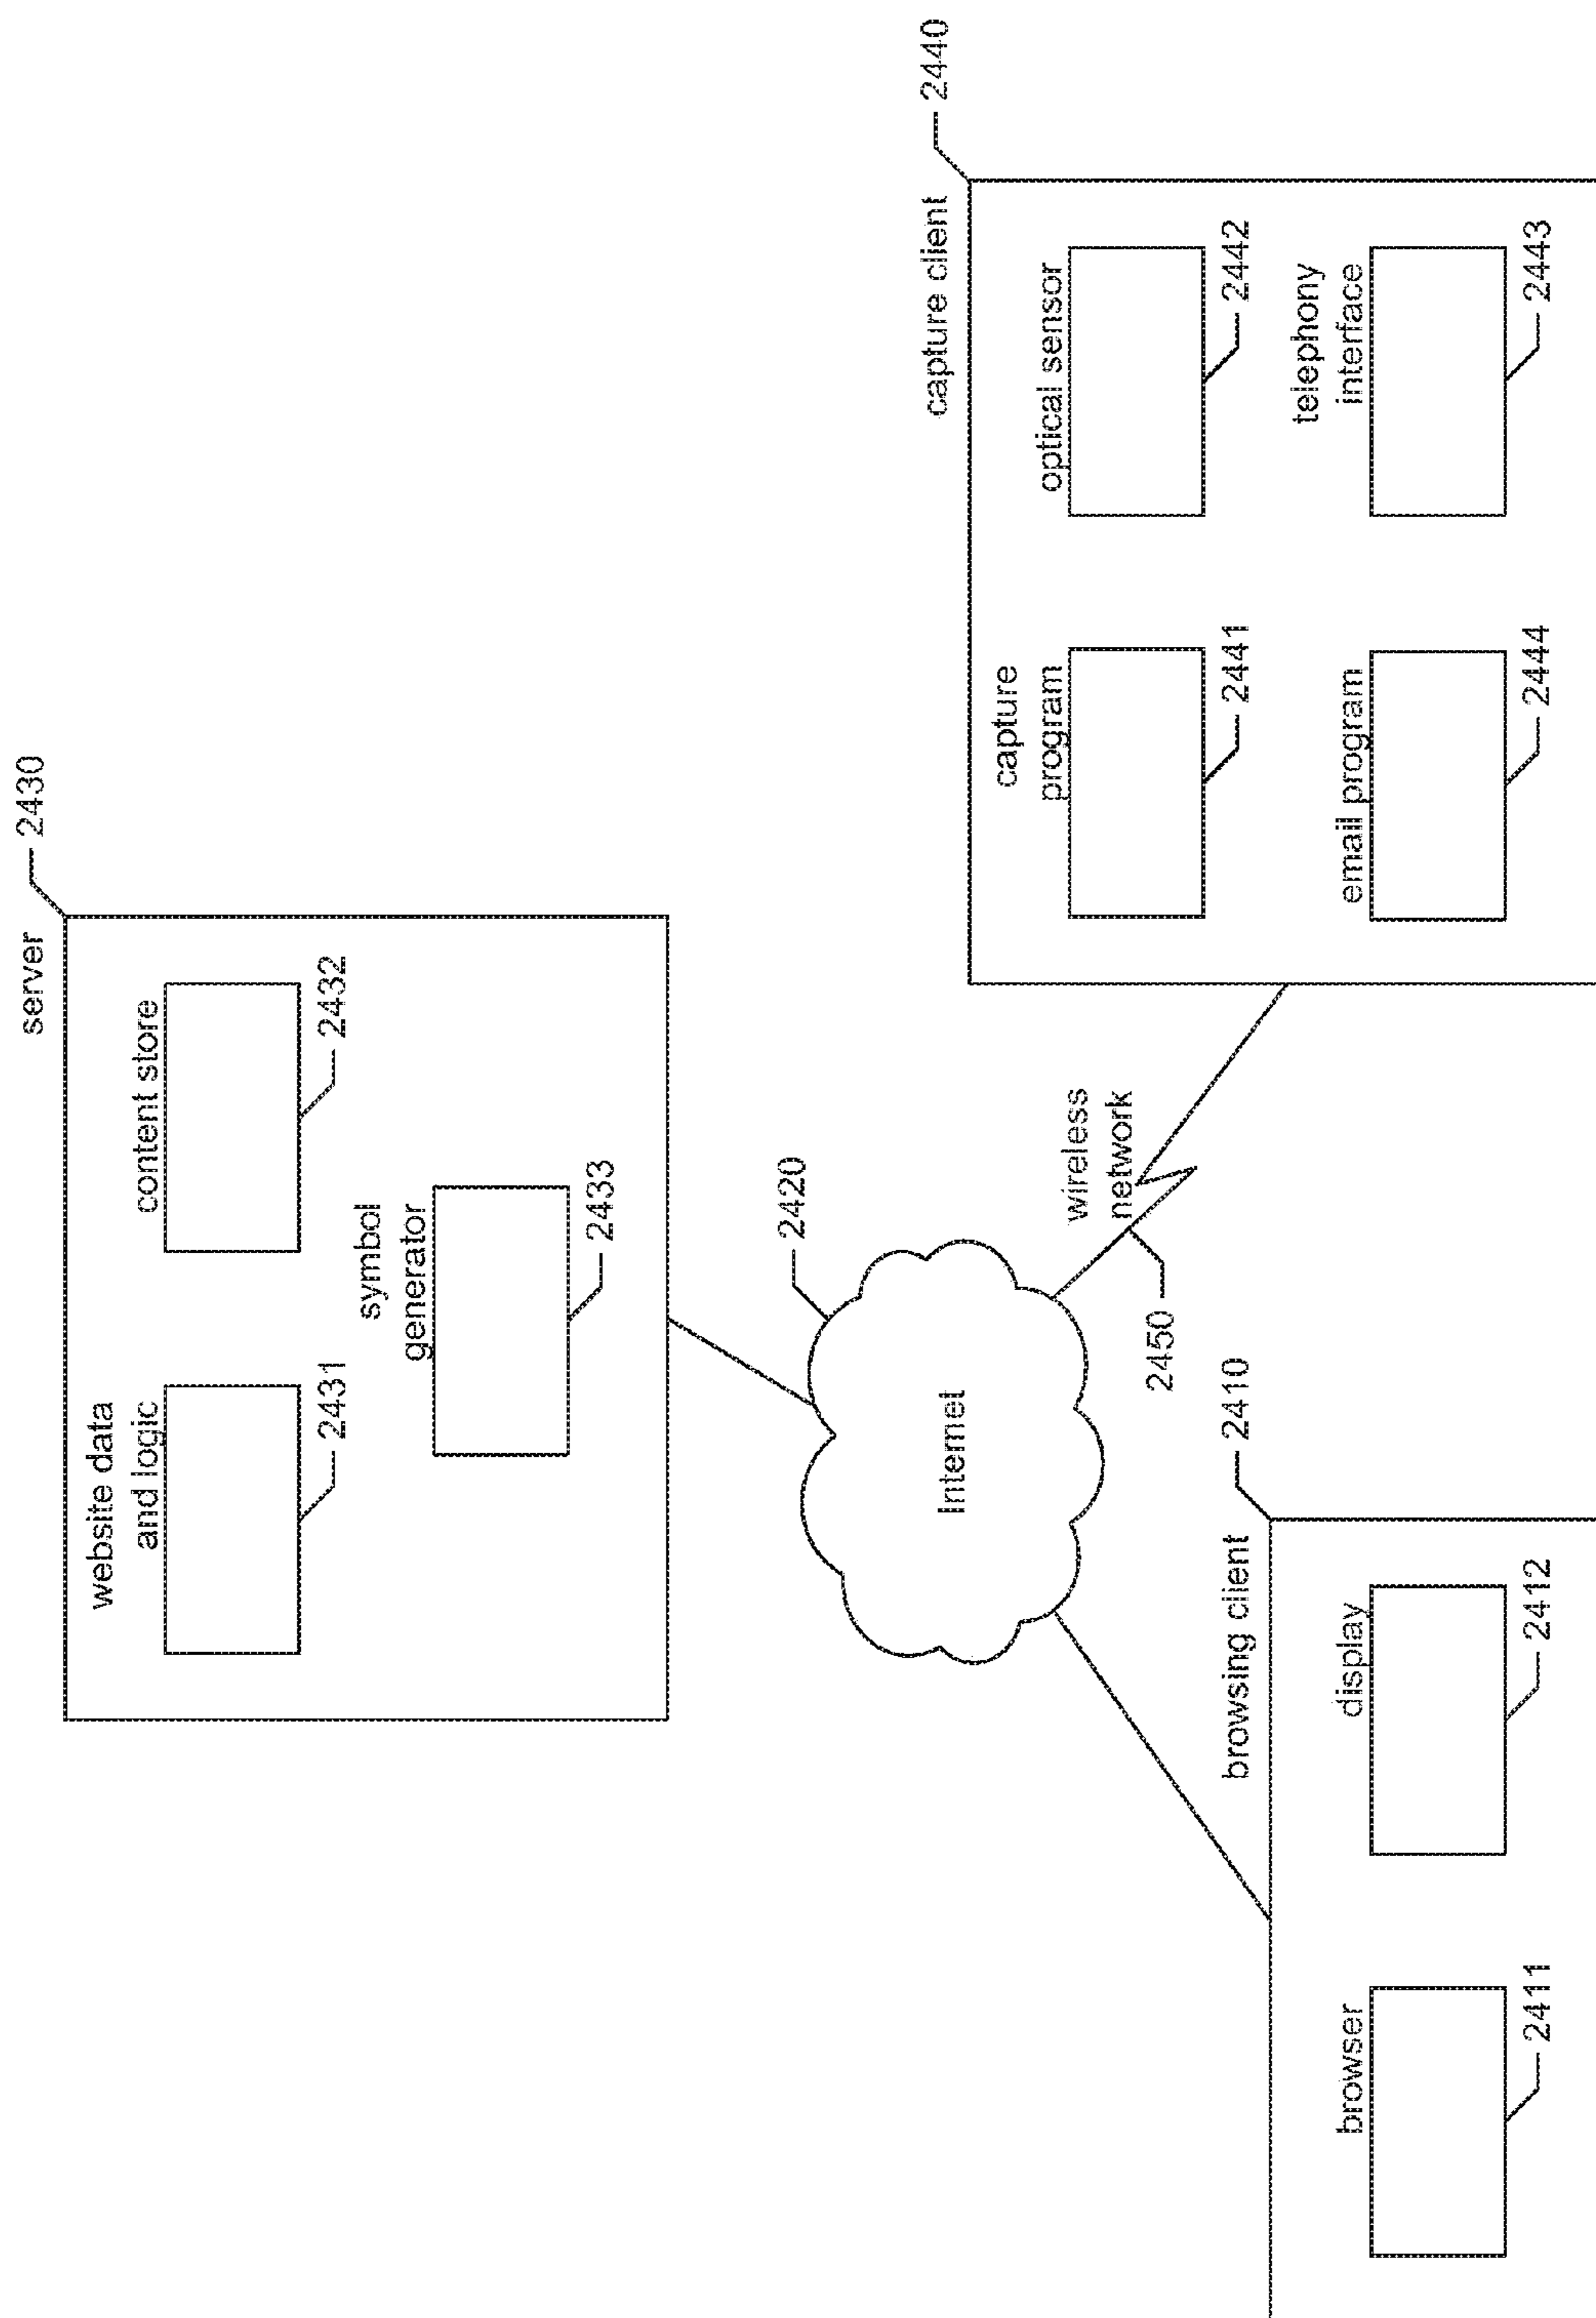 server
2430
website data
and logic
2431
content store
2432
symbol
generator
2433
2420
Internet
wireless
network
2450
browsing client
2410
browser
2411
display
2412
capture client
2440
capture
program
2441
optical sensor
2442
email program
2444
telephony
interface
2443